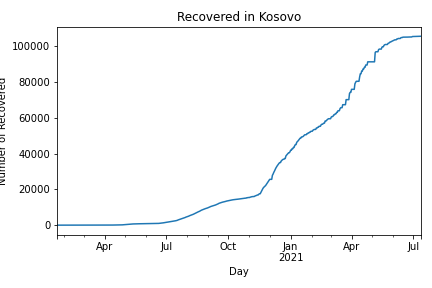 Recovered in Kosovo
Number of Recovered
100000
80000
60000
40000
20000
0
Apr
Jul
Oct
Jan
2021
Apr
Jul
Day